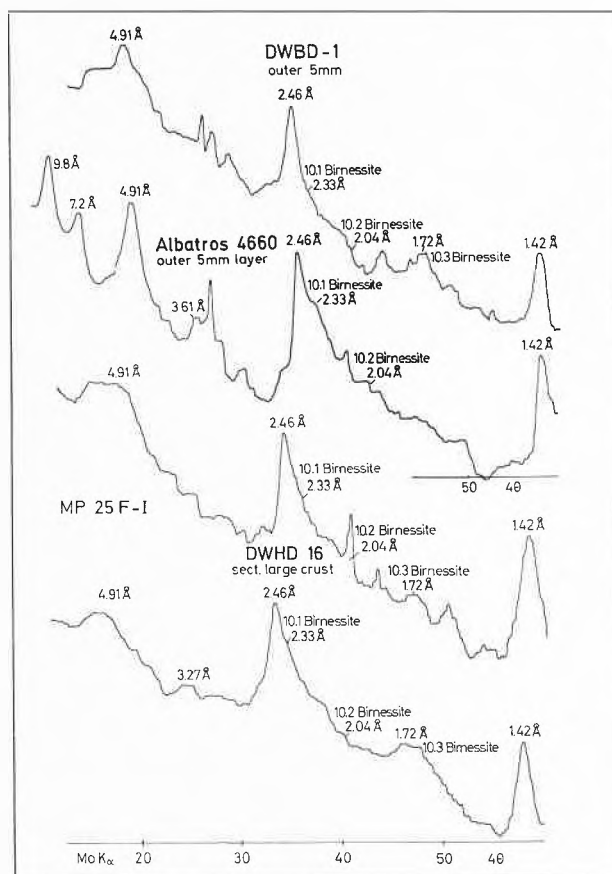 4.91 Å
DWBD-1
outer 5mm
2.46 Å
9.8 Å
7.2 Å
4.91 Å
10.1 Birnessite
2.33 Å
10.2 Birnessite
2.04 Å
1.72 Å
10.3 Birnessite
1.42 Å
Albatros 4660
outer 5mm layer
2.46 Å
3 61 Å
10.1 Birnessite
2.33 Å
10.2 Birnessite
2.04 Å
1.42 Å
50 4θ
4.91 Å
2.46 Å
MP 25 F-I
10.1 Birnessite
2.33 Å
10.2 Birnessite
2.04 Å
10.3 Birnessite
1.72 Å
1.42 Å
DWHD 16
sect. large crust
4.91 Å
2.46 Å
10.1 Birnessite
2.33 Å
3.27 Å
10.2 Birnessite
2.04 Å
1.72 Å
10.3 Birnessite
1.42 Å
Mo Kα 20 30 40 50 4θ